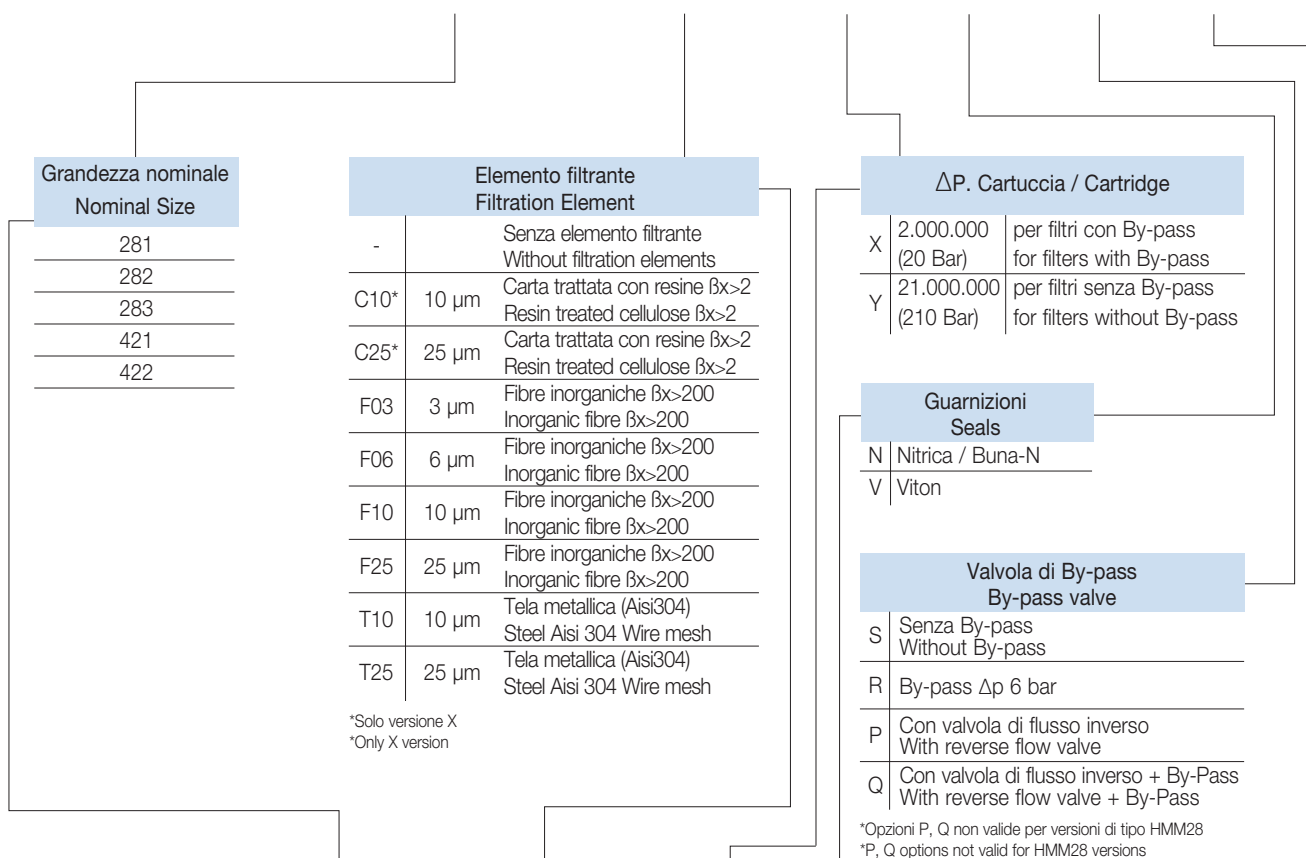 Grandezza nominale
Nominal Size
281
282
283
421
422
Elemento filtrante
Filtration Element
- Senza elemento filtrante
Without filtration elements
C10* 10 µm Carta trattata con resine ßx>2
Resin treated cellulose ßx>2
C25* 25 µm Carta trattata con resine ßx>2
Resin treated cellulose ßx>2
F03 3 µm Fibre inorganiche ßx>200
Inorganic fibre ßx>200
F06 6 µm Fibre inorganiche ßx>200
Inorganic fibre ßx>200
F10 10 µm Fibre inorganiche ßx>200
Inorganic fibre ßx>200
F25 25 µm Fibre inorganiche ßx>200
Inorganic fibre ßx>200
T10 10 µm Tela metallica (Aisi304)
Steel Aisi 304 Wire mesh
T25 25 µm Tela metallica (Aisi304)
Steel Aisi 304 Wire mesh
*Solo versione X
*Only X version
ΔP. Cartuccia / Cartridge
X 2.000.000 per filtri con By-pass
(20 Bar) for filters with By-pass
Y 21.000.000 per filtri senza By-pass
(210 Bar) for filters without By-pass
Guarnizioni
Seals
N Nitrica / Buna-N
V Viton
Valvola di By-pass
By-pass valve
S Senza By-pass
Without By-pass
R By-pass Δp 6 bar
P Con valvola di flusso inverso
With reverse flow valve
Q Con valvola di flusso inverso + By-Pass
With reverse flow valve + By-Pass
*Opzioni P, Q non valide per versioni di tipo HMM28
*P, Q options not valid for HMM28 versions